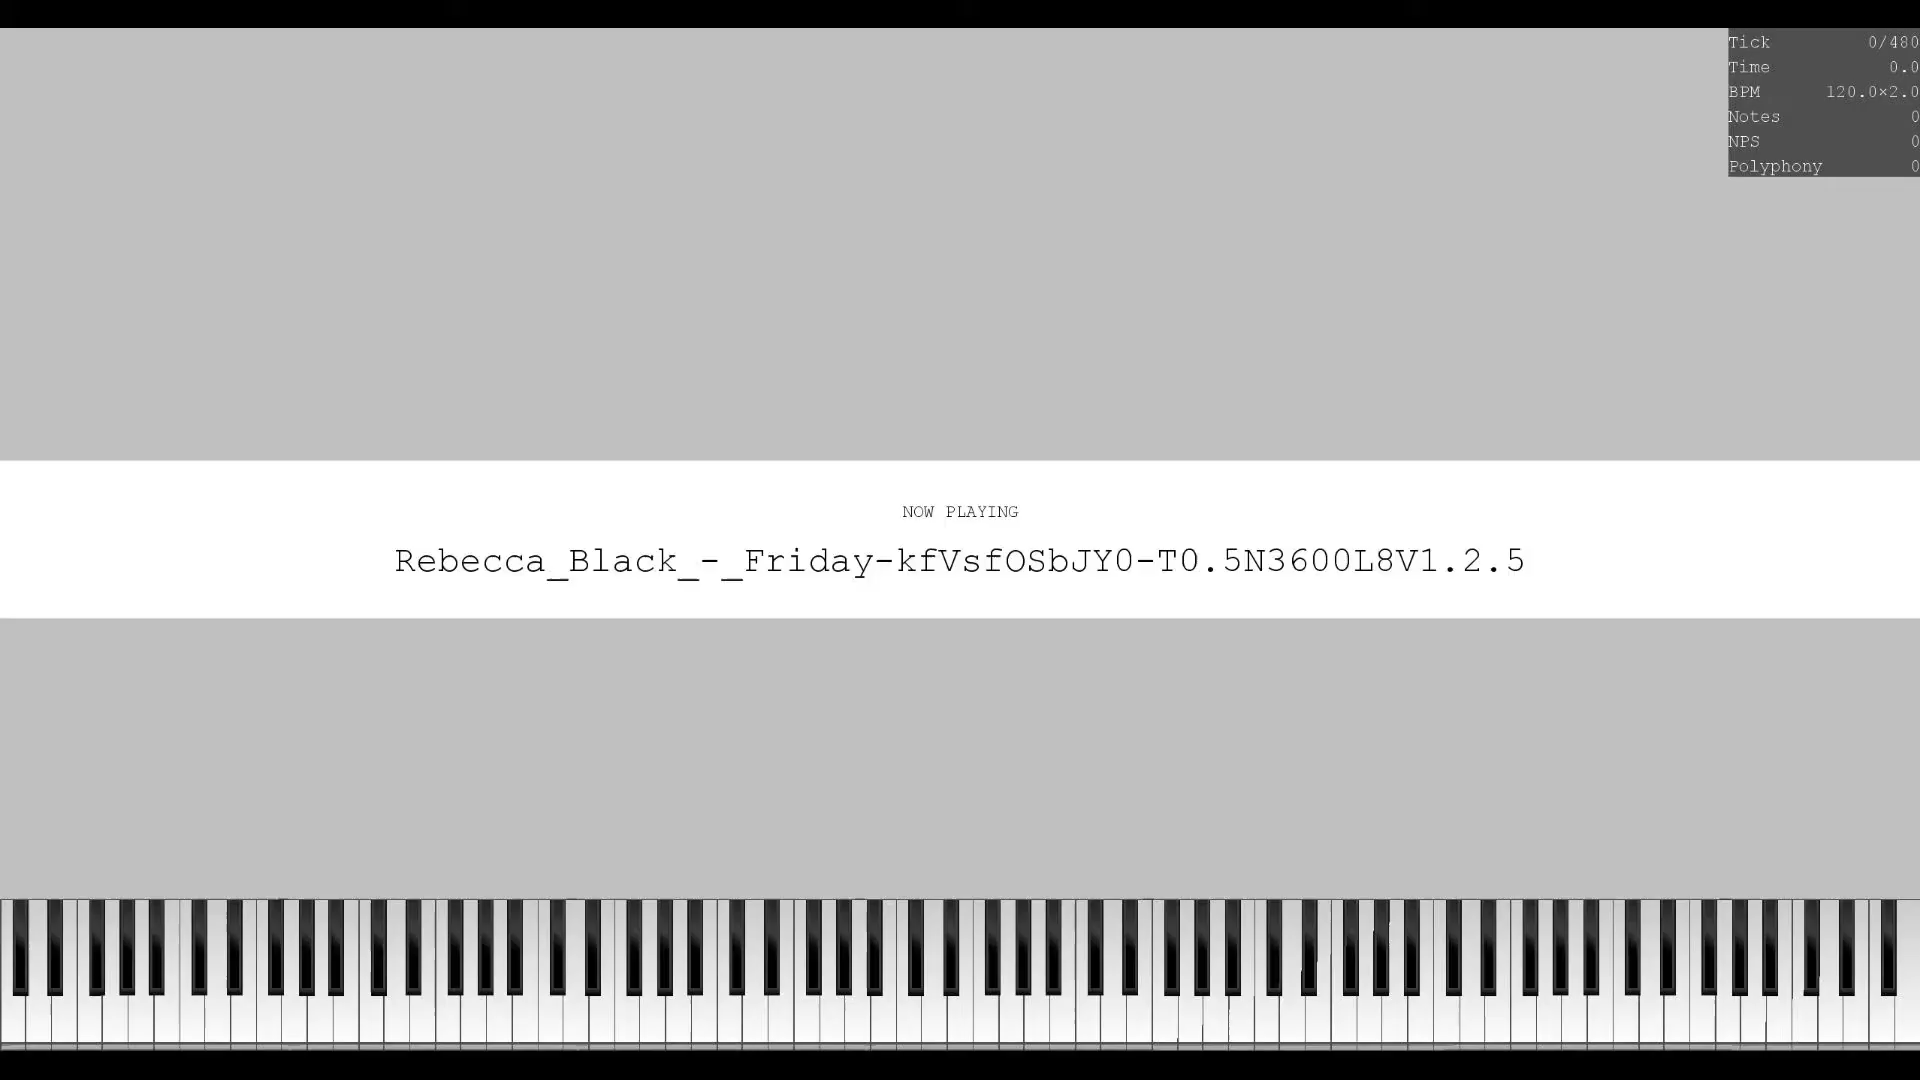 Tick 0/480
Time 0.0
BPM 120.0×2.0
Notes 0
NPS 0
Polyphony 0
NOW PLAYING
Rebecca_Black_-_Friday-kfVsfOSbJY0-T0.5N3600L8V1.2.5